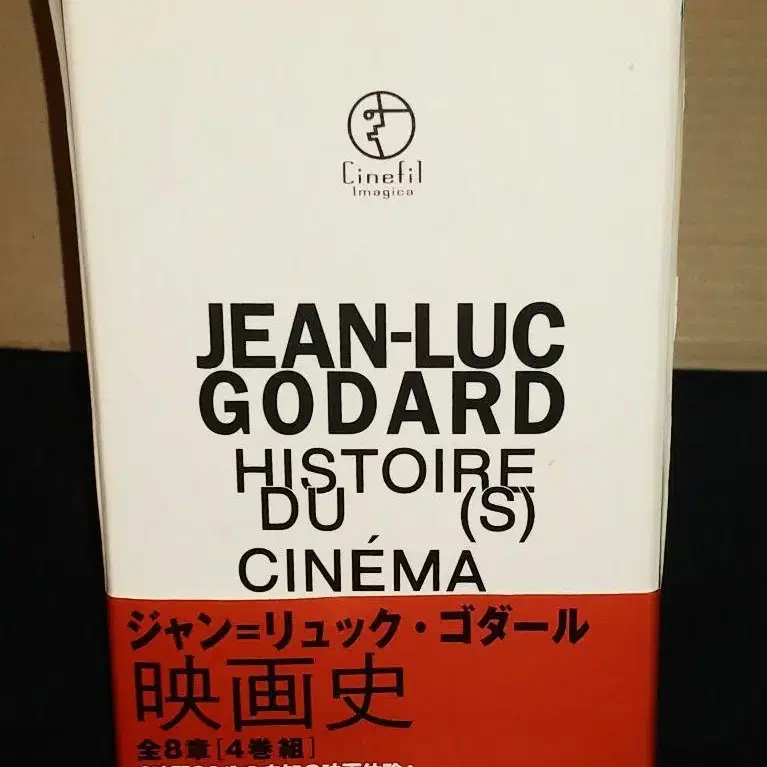 Cinefil
Imagica
JEAN-LUC
GODARD
HISTOIRE
DU (S)
CINÉMA
ジャン=リュック・ゴダール
映画史
全8章[4巻組]